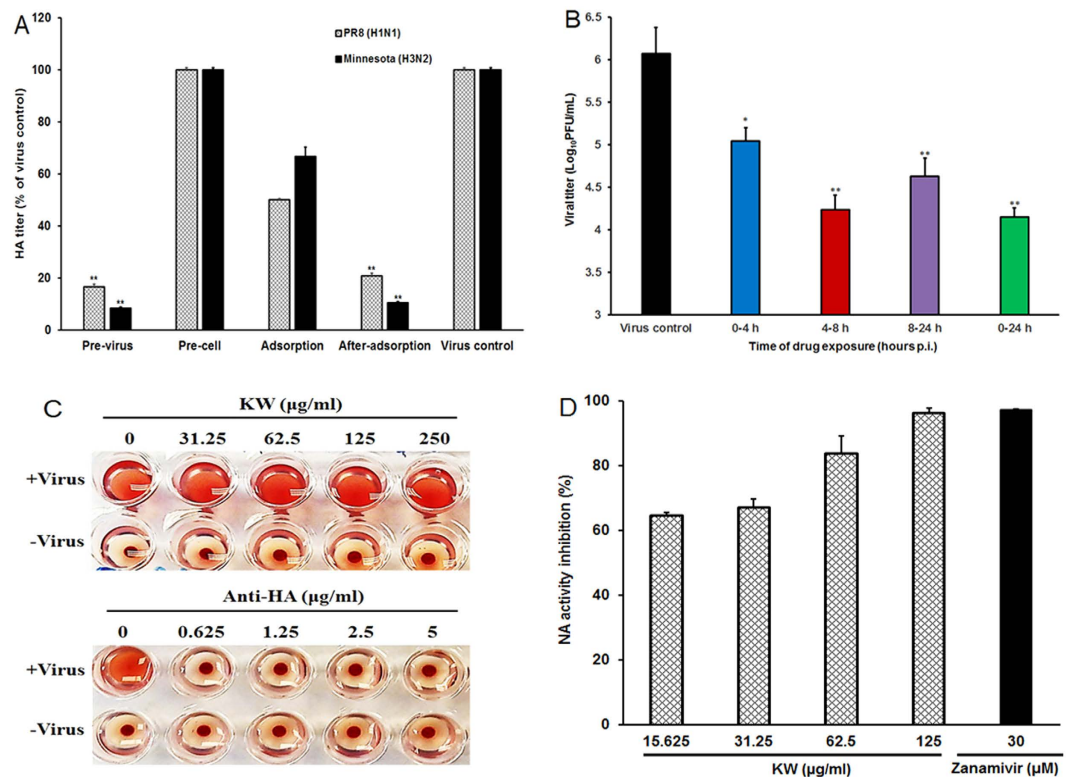 A
HA titer (% of virus control)
120
100
80
60
40
20
0
PR8 (H1N1)
Minnesota (H3N2)
**
**
**
**
Pre-virus Pre-cell Adsorption After-adsorption Virus control
B
Viral titer (Log10PFU/mL)
6.5
6
5.5
5
4.5
4
3.5
3
*
**
**
**
Virus control 0-4 h 4-8 h 8-24 h 0-24 h
Time of drug exposure (hours p.i.)
C
KW (µg/ml)
0 31.25 62.5 125 250
+Virus
-Virus
Anti-HA (µg/ml)
0 0.625 1.25 2.5 5
+Virus
-Virus
D
NA activity inhibition (%)
100
80
60
40
20
0
15.625 31.25 62.5 125 30
KW (µg/ml) Zanamivir (µM)